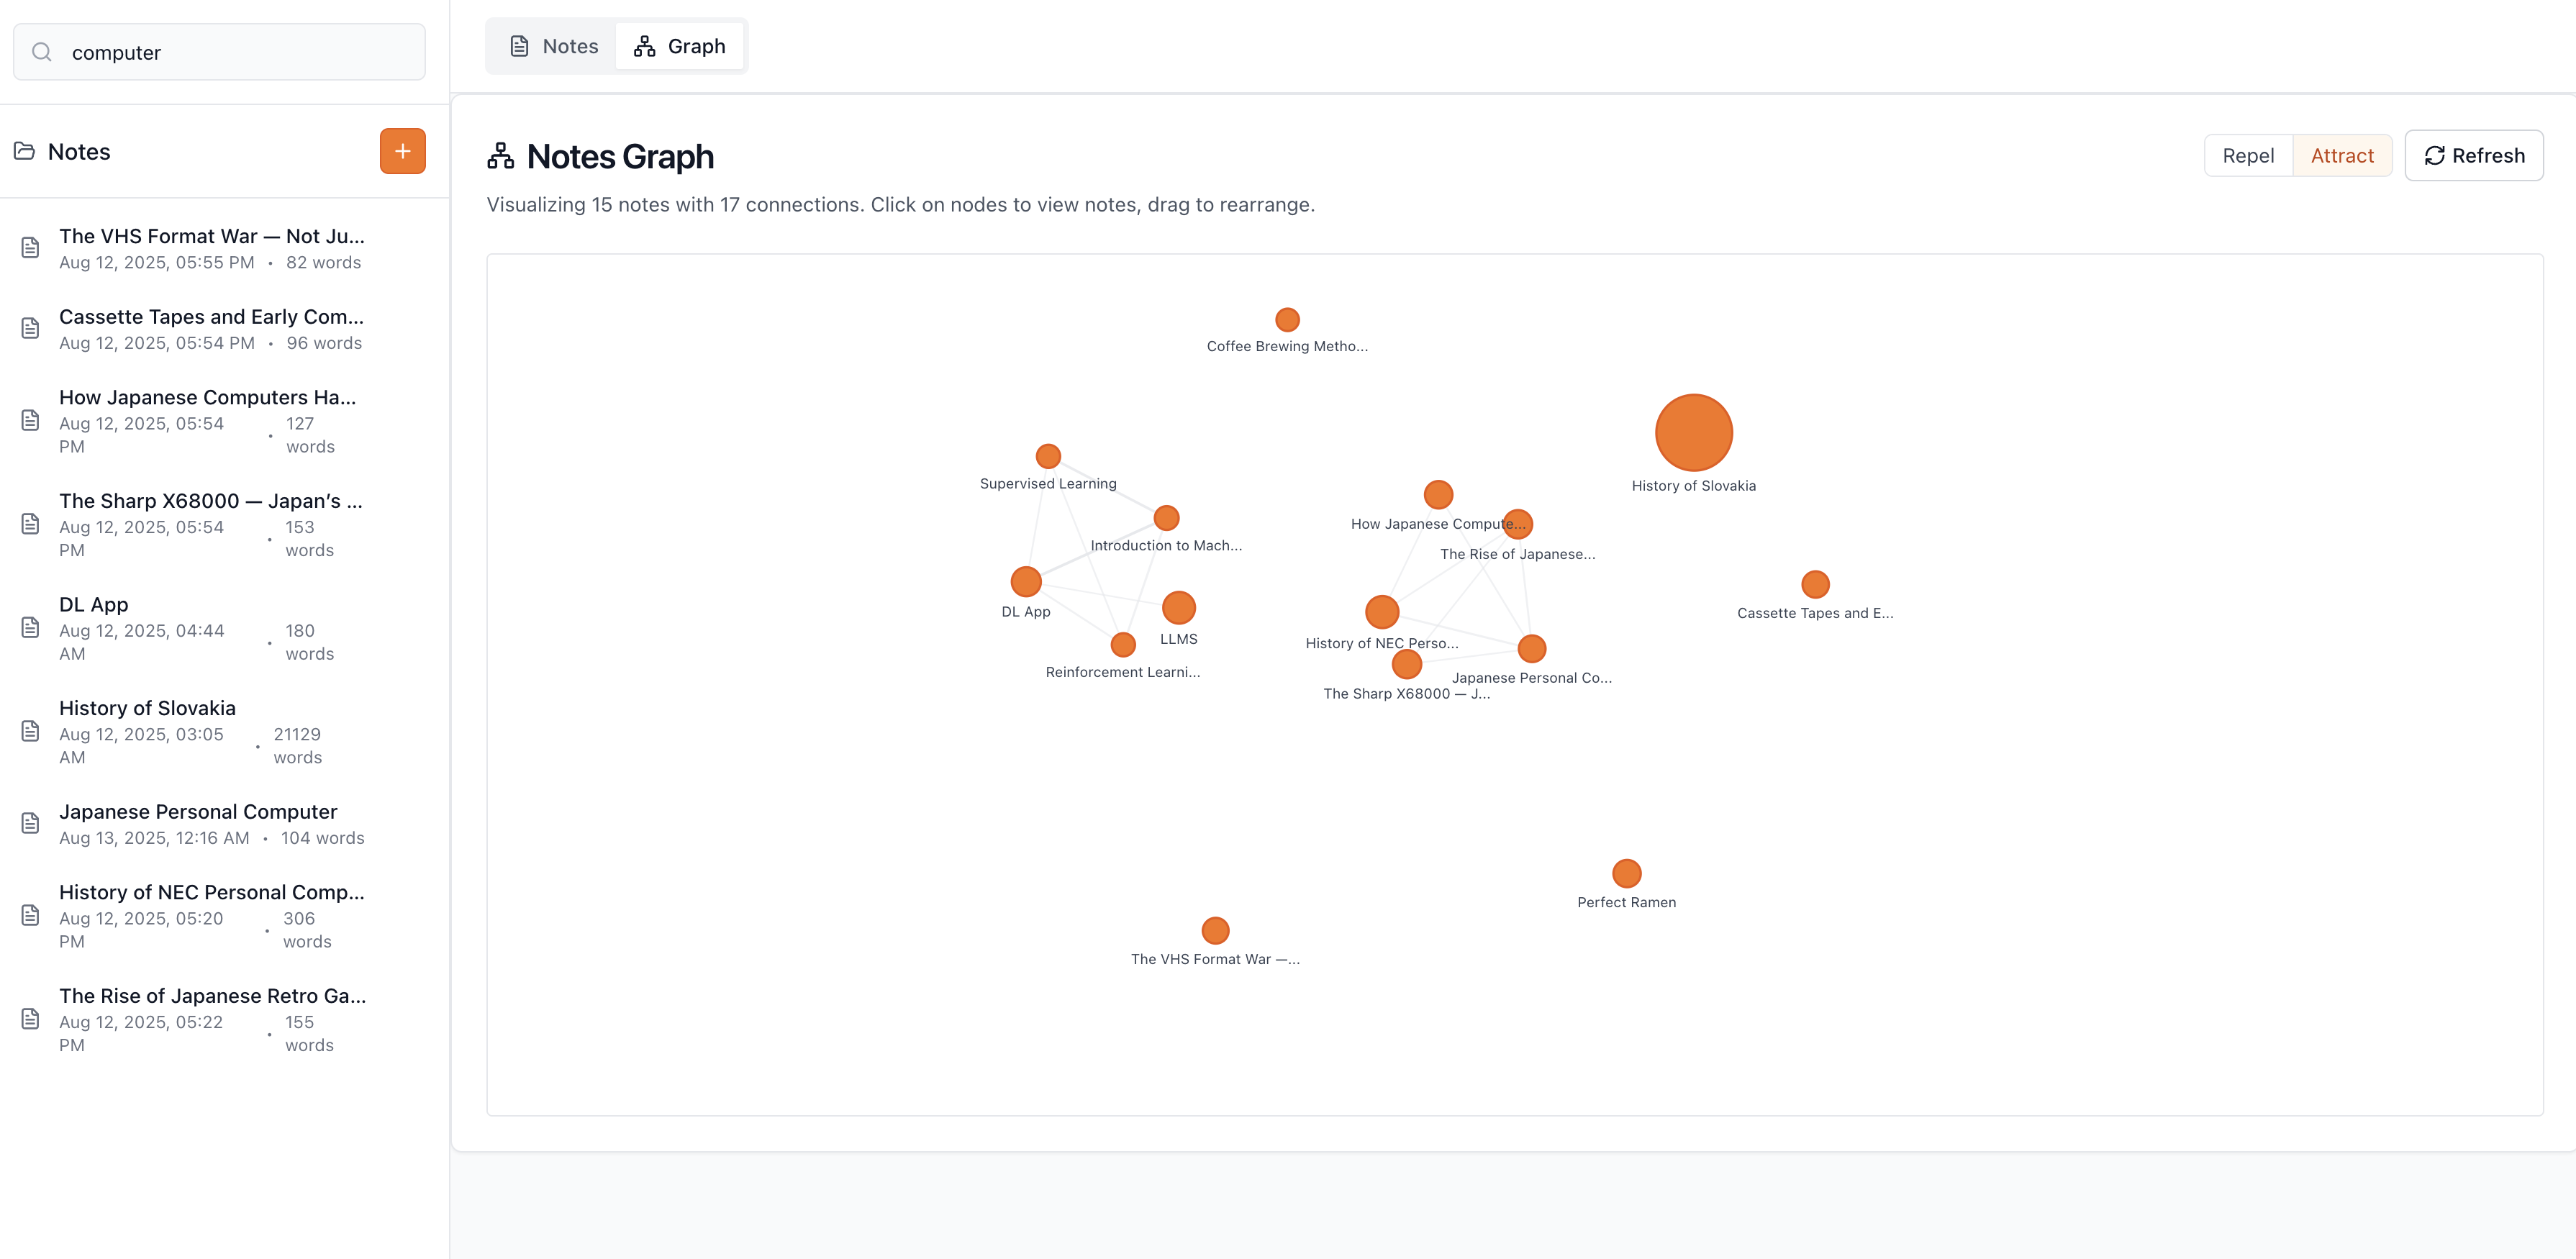 computer
Notes
The VHS Format War — Not Ju...
Aug 12, 2025, 05:55 PM • 82 words
Cassette Tapes and Early Com...
Aug 12, 2025, 05:54 PM • 96 words
How Japanese Computers Ha...
Aug 12, 2025, 05:54 PM • 127 words
The Sharp X68000 — Japan’s ...
Aug 12, 2025, 05:54 PM • 153 words
DL App
Aug 12, 2025, 04:44 AM • 180 words
History of Slovakia
Aug 12, 2025, 03:05 AM • 21129 words
Japanese Personal Computer
Aug 13, 2025, 12:16 AM • 104 words
History of NEC Personal Comp...
Aug 12, 2025, 05:20 PM • 306 words
The Rise of Japanese Retro Ga...
Aug 12, 2025, 05:22 PM • 155 words
Notes Graph
Notes Graph
Repel Attract Refresh
Visualizing 15 notes with 17 connections. Click on nodes to view notes, drag to rearrange.
Coffee Brewing Metho...
History of Slovakia
Supervised Learning
How Japanese Compute...
Introduction to Mach...
The Rise of Japanese...
DL App
Cassette Tapes and E...
LLMS
History of NEC Perso...
Reinforcement Learni...
Japanese Personal Co...
The Sharp X68000 — J...
Perfect Ramen
The VHS Format War —...